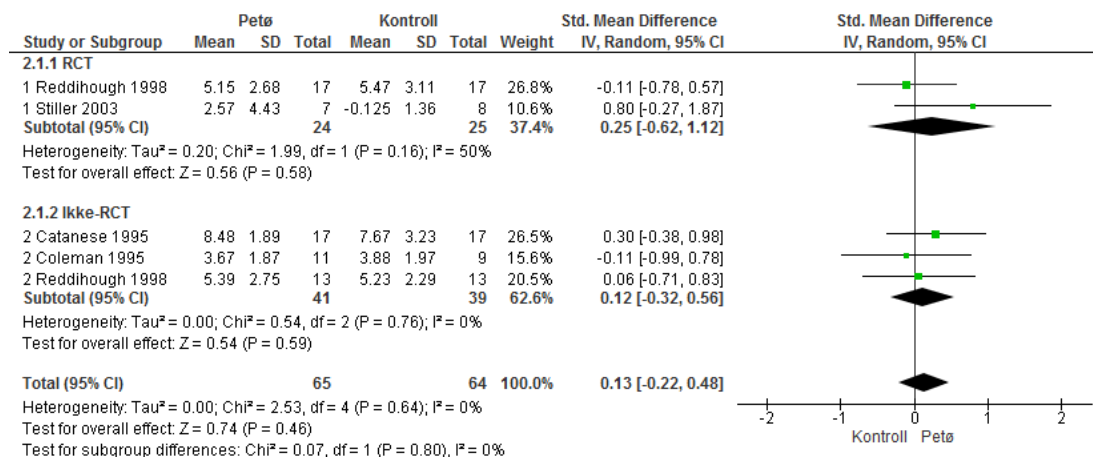 Petø Kontroll Std. Mean Difference Std. Mean Difference
Study or Subgroup Mean SD Total Mean SD Total Weight IV, Random, 95% CI IV, Random, 95% CI
2.1.1 RCT
1 Reddihough 1998 5.15 2.68 17 5.47 3.11 17 26.8% -0.11 [-0.78, 0.57]
1 Stiller 2003 2.57 4.43 7 -0.125 1.36 8 10.6% 0.80 [-0.27, 1.87]
Subtotal (95% CI) 24 25 37.4% 0.25 [-0.62, 1.12]
Heterogeneity: Tau² = 0.20; Chi² = 1.99, df = 1 (P = 0.16); I² = 50%
Test for overall effect: Z = 0.56 (P = 0.58)
2.1.2 Ikke-RCT
2 Catanese 1995 8.48 1.89 17 7.67 3.23 17 26.5% 0.30 [-0.38, 0.98]
2 Coleman 1995 3.67 1.87 11 3.88 1.97 9 15.6% -0.11 [-0.99, 0.78]
2 Reddihough 1998 5.39 2.75 13 5.23 2.29 13 20.5% 0.06 [-0.71, 0.83]
Subtotal (95% CI) 41 39 62.6% 0.12 [-0.32, 0.56]
Heterogeneity: Tau² = 0.00; Chi² = 0.54, df = 2 (P = 0.76); I² = 0%
Test for overall effect: Z = 0.54 (P = 0.59)
Total (95% CI) 65 64 100.0% 0.13 [-0.22, 0.48]
Heterogeneity: Tau² = 0.00; Chi² = 2.53, df = 4 (P = 0.64); I² = 0%
Test for overall effect: Z = 0.74 (P = 0.46)
Test for subgroup differences: Chi² = 0.07, df = 1 (P = 0.80), I² = 0%
-2 -1 0 1 2
Kontroll Petø